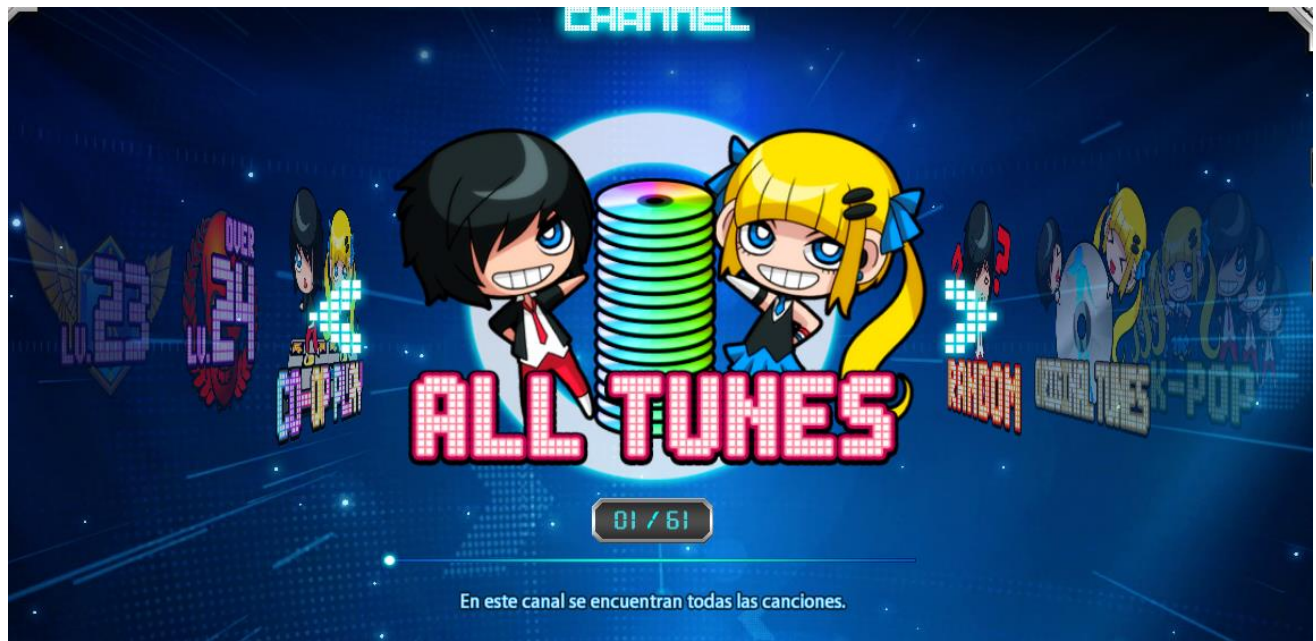 CHANNEL
LV.23
OVER
LV.24
CO-OP PLAY
ALL TUNES
RANDOM
ORIGINAL TUNES
K-POP
01 / 61
En este canal se encuentran todas las canciones.